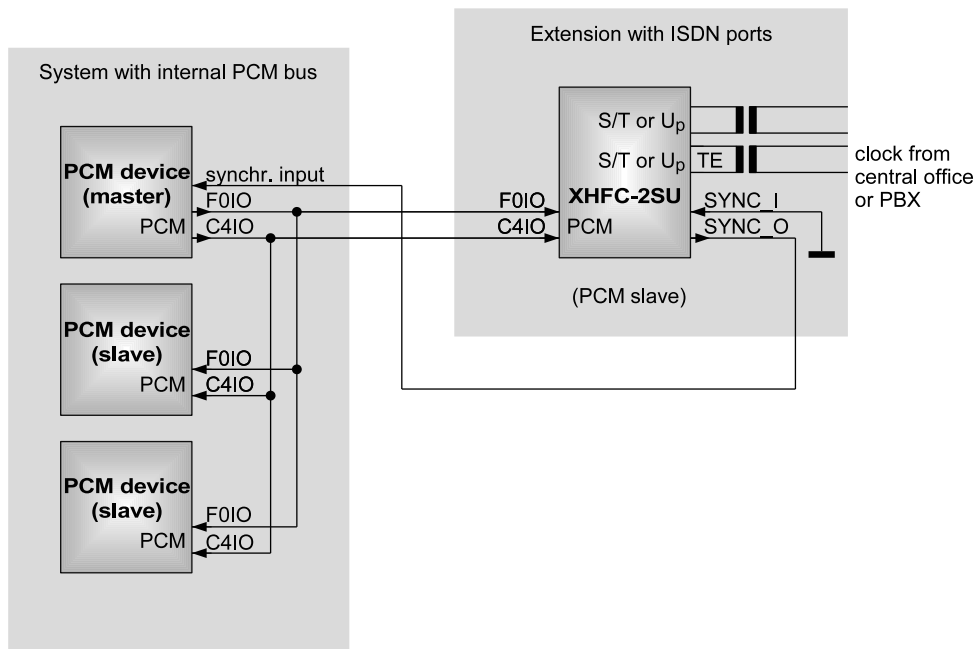 System with internal PCM bus
PCM device
(master)
synchr. input
F0IO
PCM
C4IO
PCM device
(slave)
F0IO
PCM
C4IO
PCM device
(slave)
F0IO
PCM
C4IO
Extension with ISDN ports
S/T or Up
S/T or Up
TE
XHFC-2SU
F0IO
C4IO
PCM
SYNC_I
SYNC_O
(PCM slave)
clock from
central office
or PBX